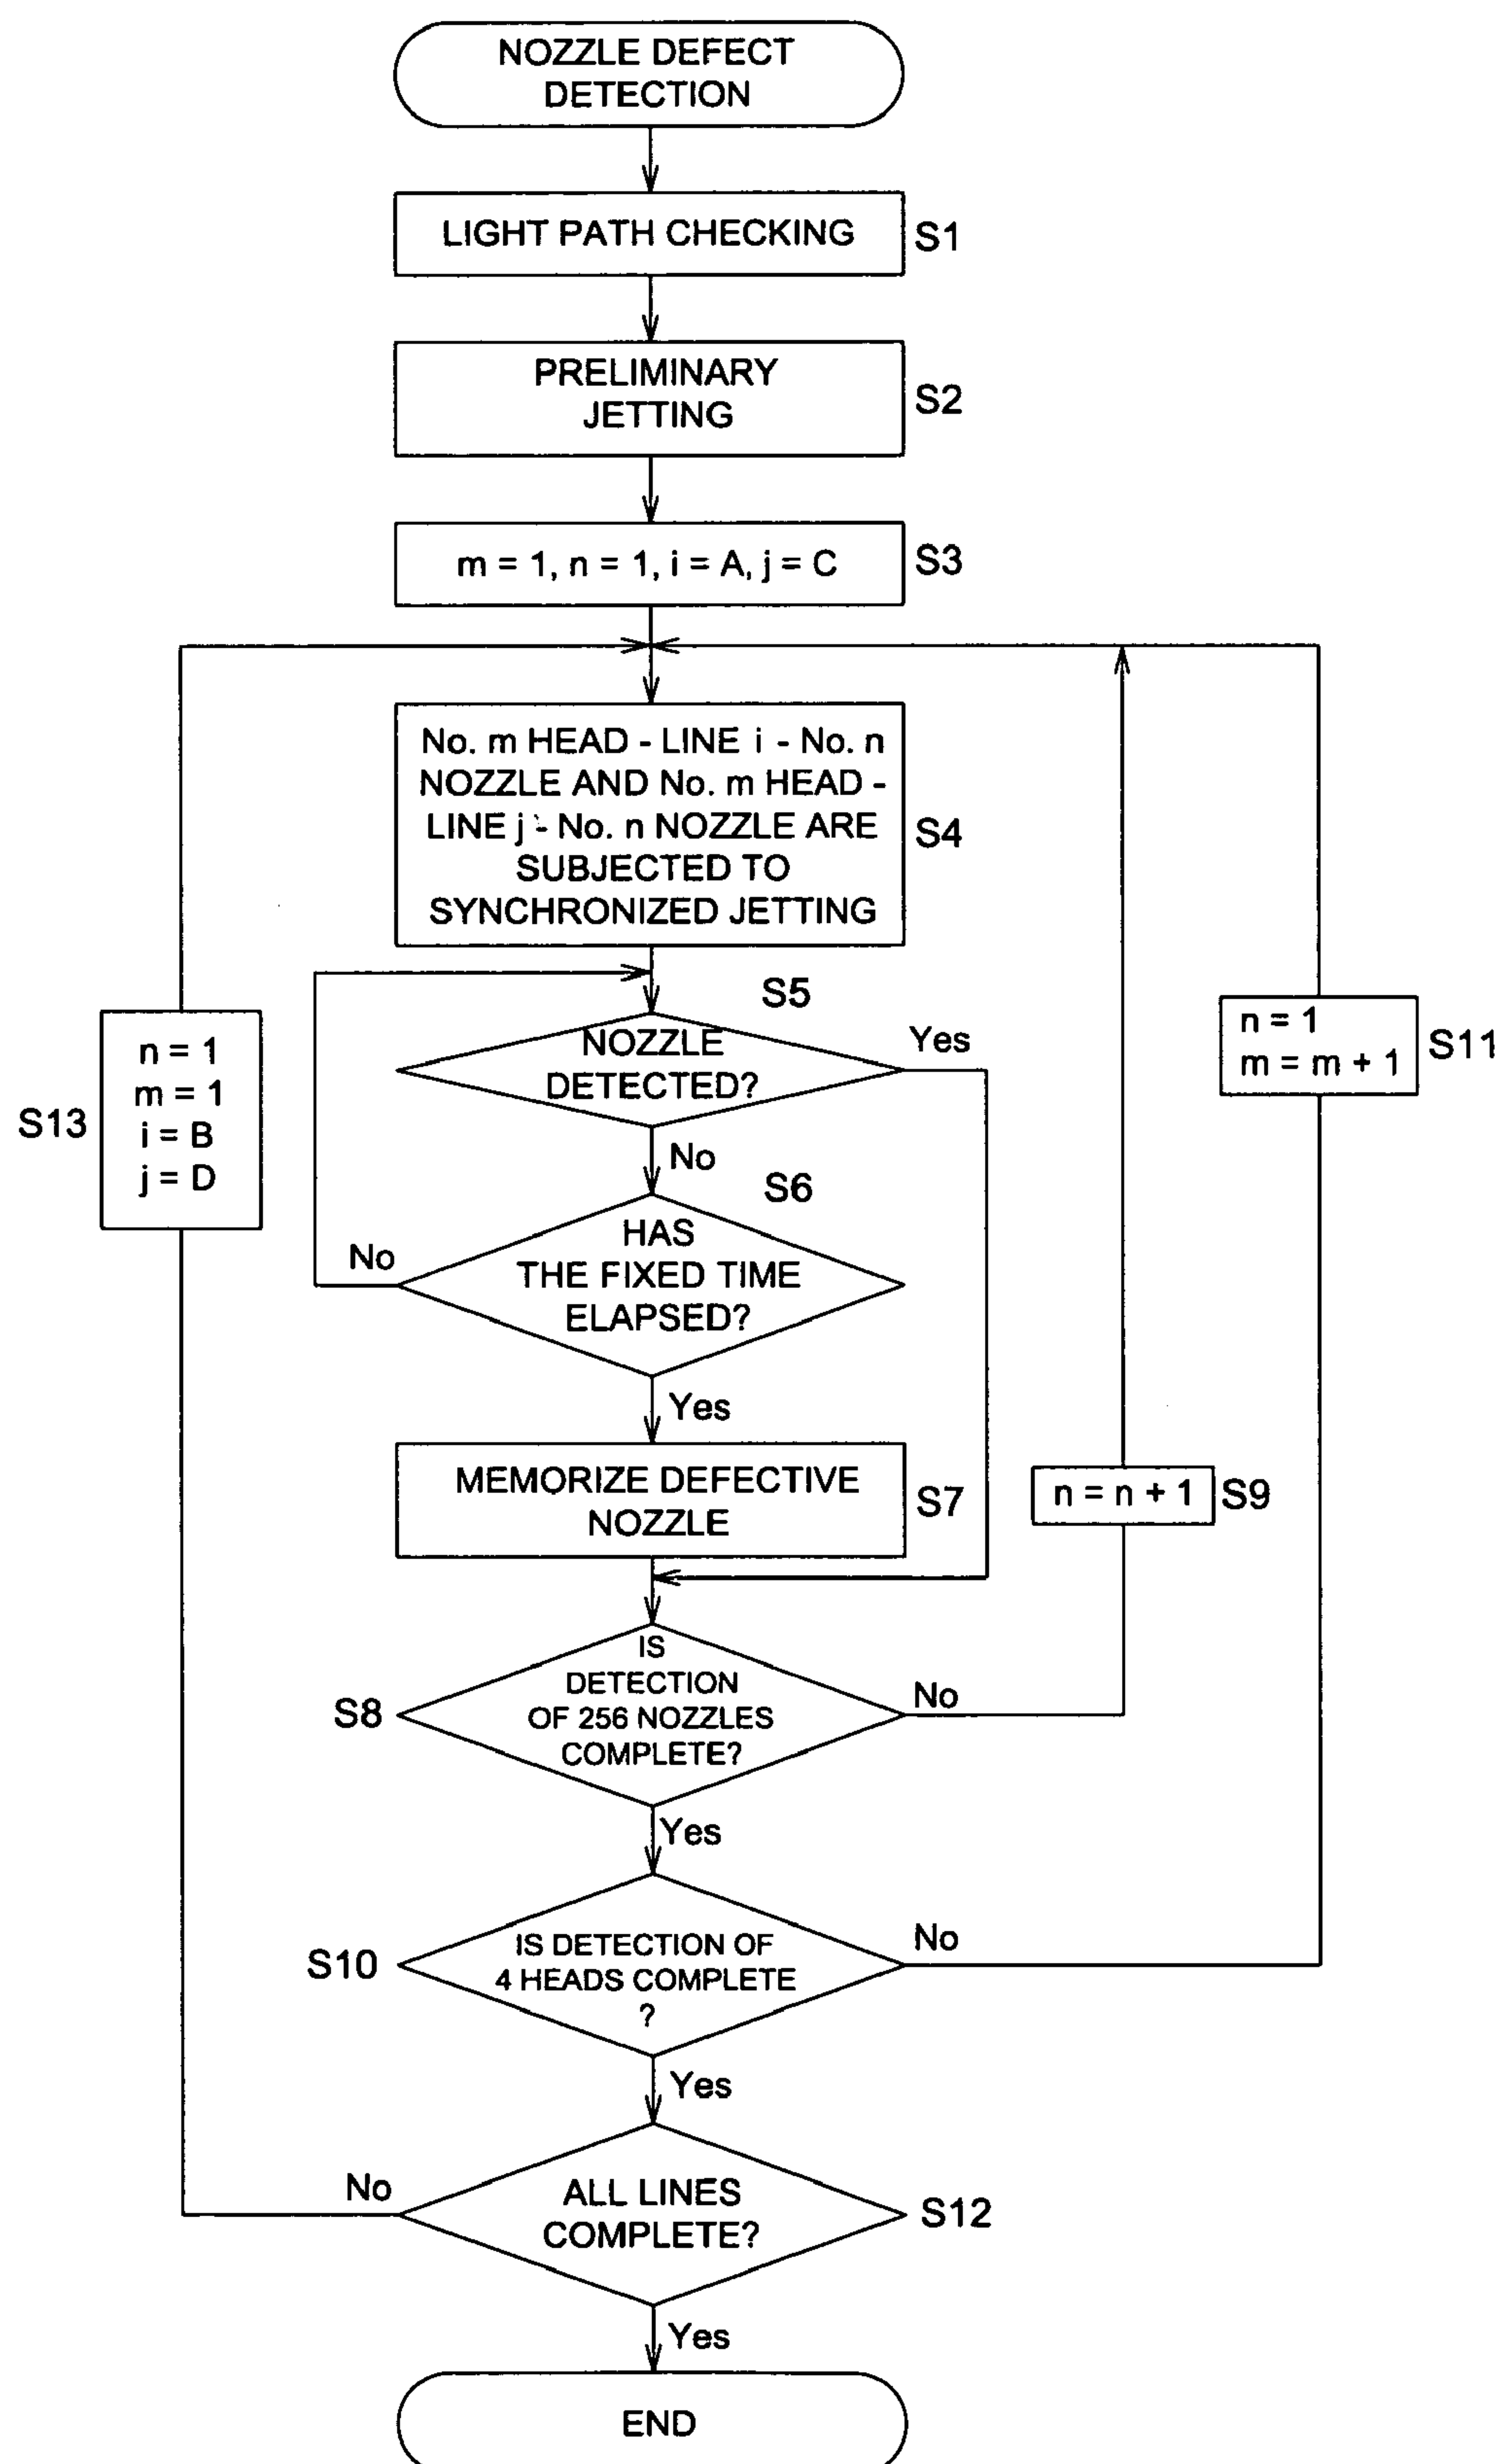 NOZZLE DEFECT
DETECTION
LIGHT PATH CHECKING
S1
PRELIMINARY
JETTING
S2
m = 1, n = 1, i = A, j = C
S3
No. m HEAD - LINE i - No. n
NOZZLE AND No. m HEAD -
LINE j - No. n NOZZLE ARE
SUBJECTED TO
SYNCHRONIZED JETTING
S4
S5
NOZZLE
DETECTED?
Yes
No
n = 1
m = m + 1
S11
S13
n = 1
m = 1
i = B
j = D
S6
HAS
THE FIXED TIME
ELAPSED?
No
Yes
MEMORIZE DEFECTIVE
NOZZLE
S7
n = n + 1
S9
S8
IS
DETECTION
OF 256 NOZZLES
COMPLETE?
No
Yes
S10
IS DETECTION OF
4 HEADS COMPLETE
?
No
Yes
No
ALL LINES
COMPLETE?
S12
Yes
END